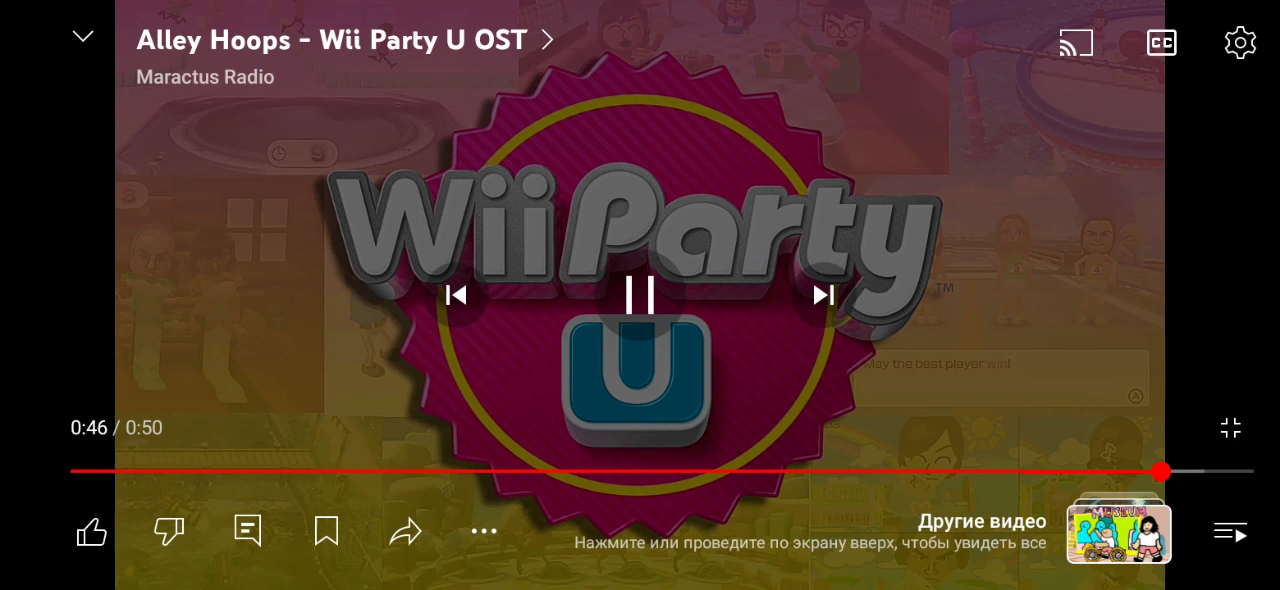 Alley Hoops - Wii Party U OST
Maractus Radio
CC
Wii Party
TM
U
May the best player win!
A
0:46 / 0:50
Другие видео
Нажмите или проведите по экрану вверх, чтобы увидеть все
MUSEUM